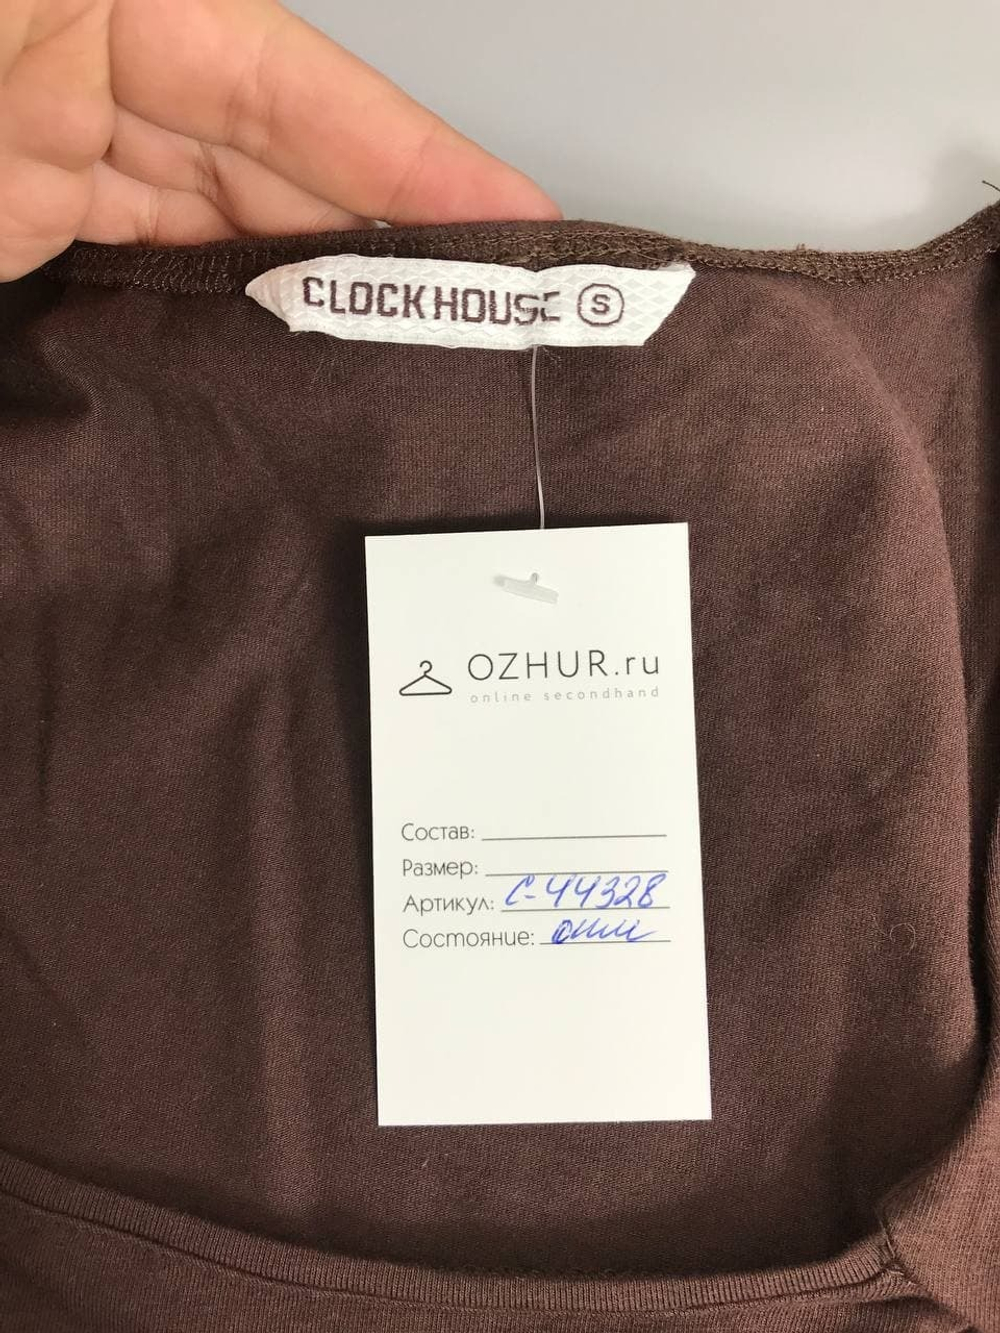 CLOCKHOUSE S
OZHUR.ru
online secondhand
Состав:
Размер:
Артикул: С-44328
Состояние: